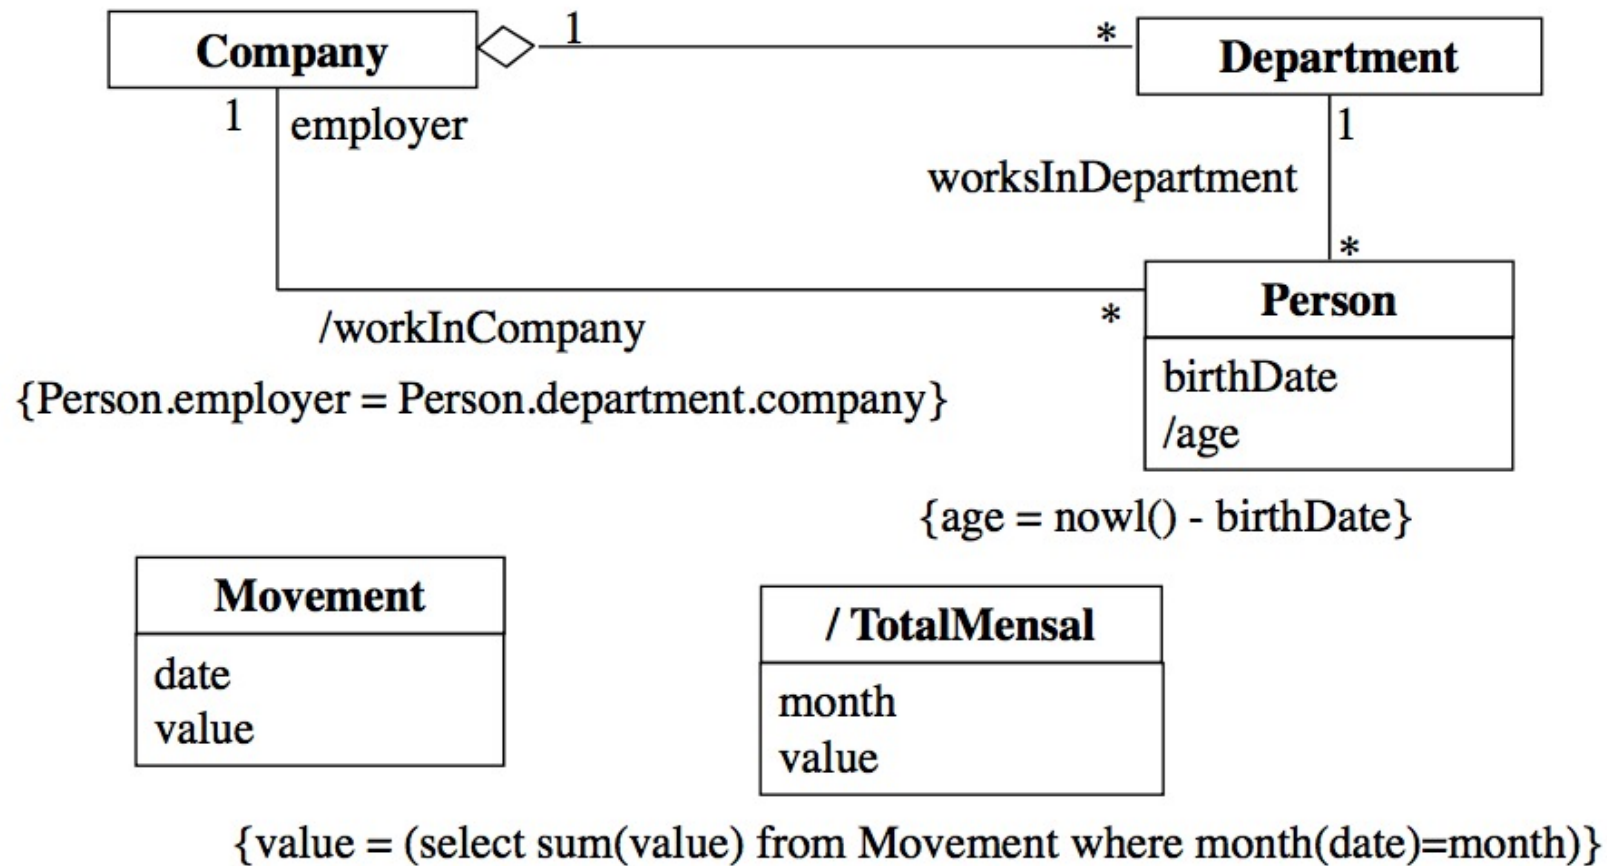 Company
1
*
Department
1
employer
1
worksInDepartment
*
Person
/workInCompany
*
birthDate
{Person.employer = Person.department.company}
/age
{age = nowl() - birthDate}
Movement
/ TotalMensal
date
month
value
value
{value = (select sum(value) from Movement where month(date)=month)}